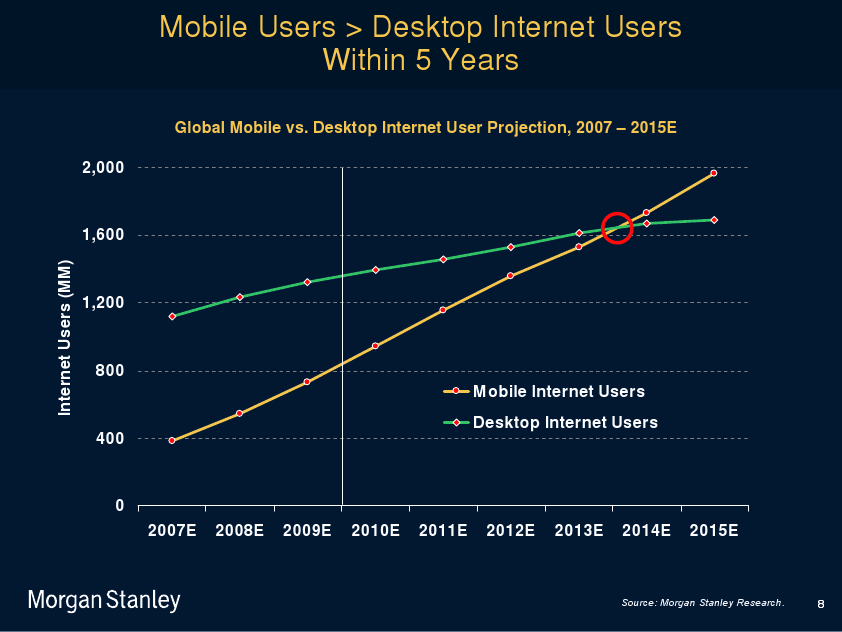 Mobile Users > Desktop Internet Users
Within 5 Years
Global Mobile vs. Desktop Internet User Projection, 2007 – 2015E
2,000
1,600
1,200
800
400
0
Internet Users (MM)
Mobile Internet Users
Desktop Internet Users
2007E 2008E 2009E 2010E 2011E 2012E 2013E 2014E 2015E
Morgan Stanley
Source: Morgan Stanley Research.
8